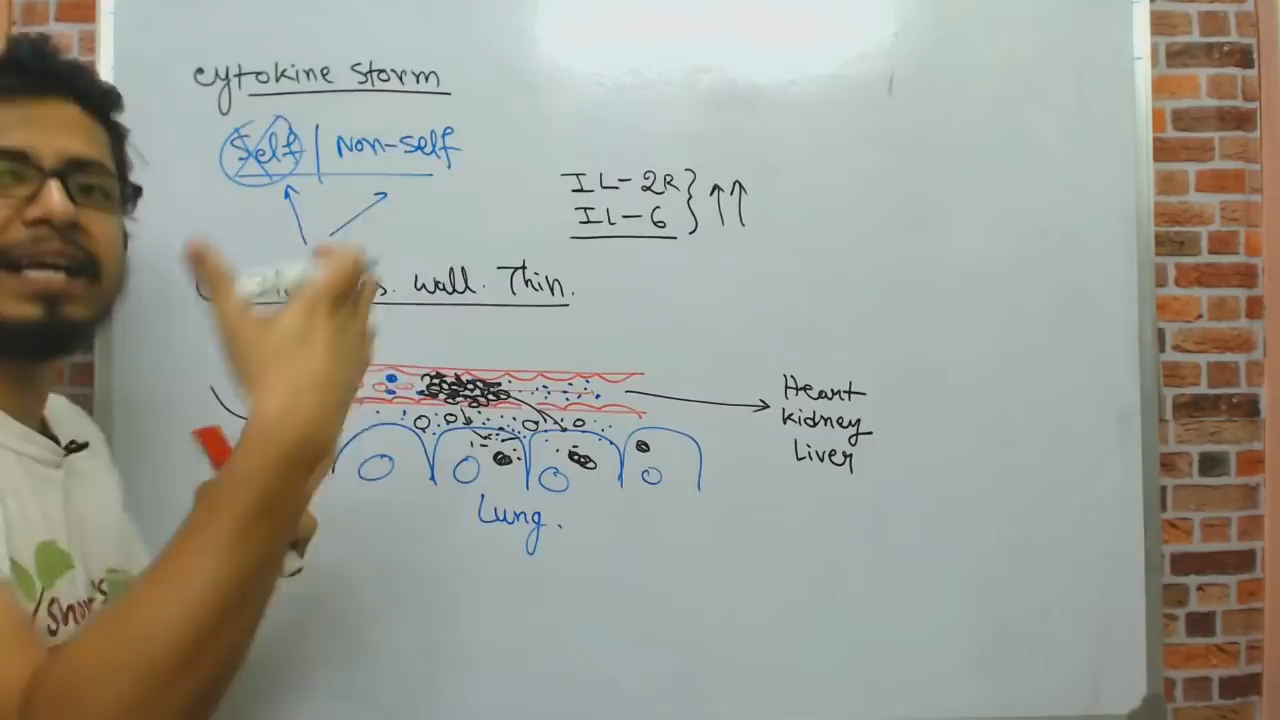 Cytokine storm
Self | Non-self
IL-2R } ↑↑
IL-6
wall. Thin.
Heart
kidney
Liver
Lung.